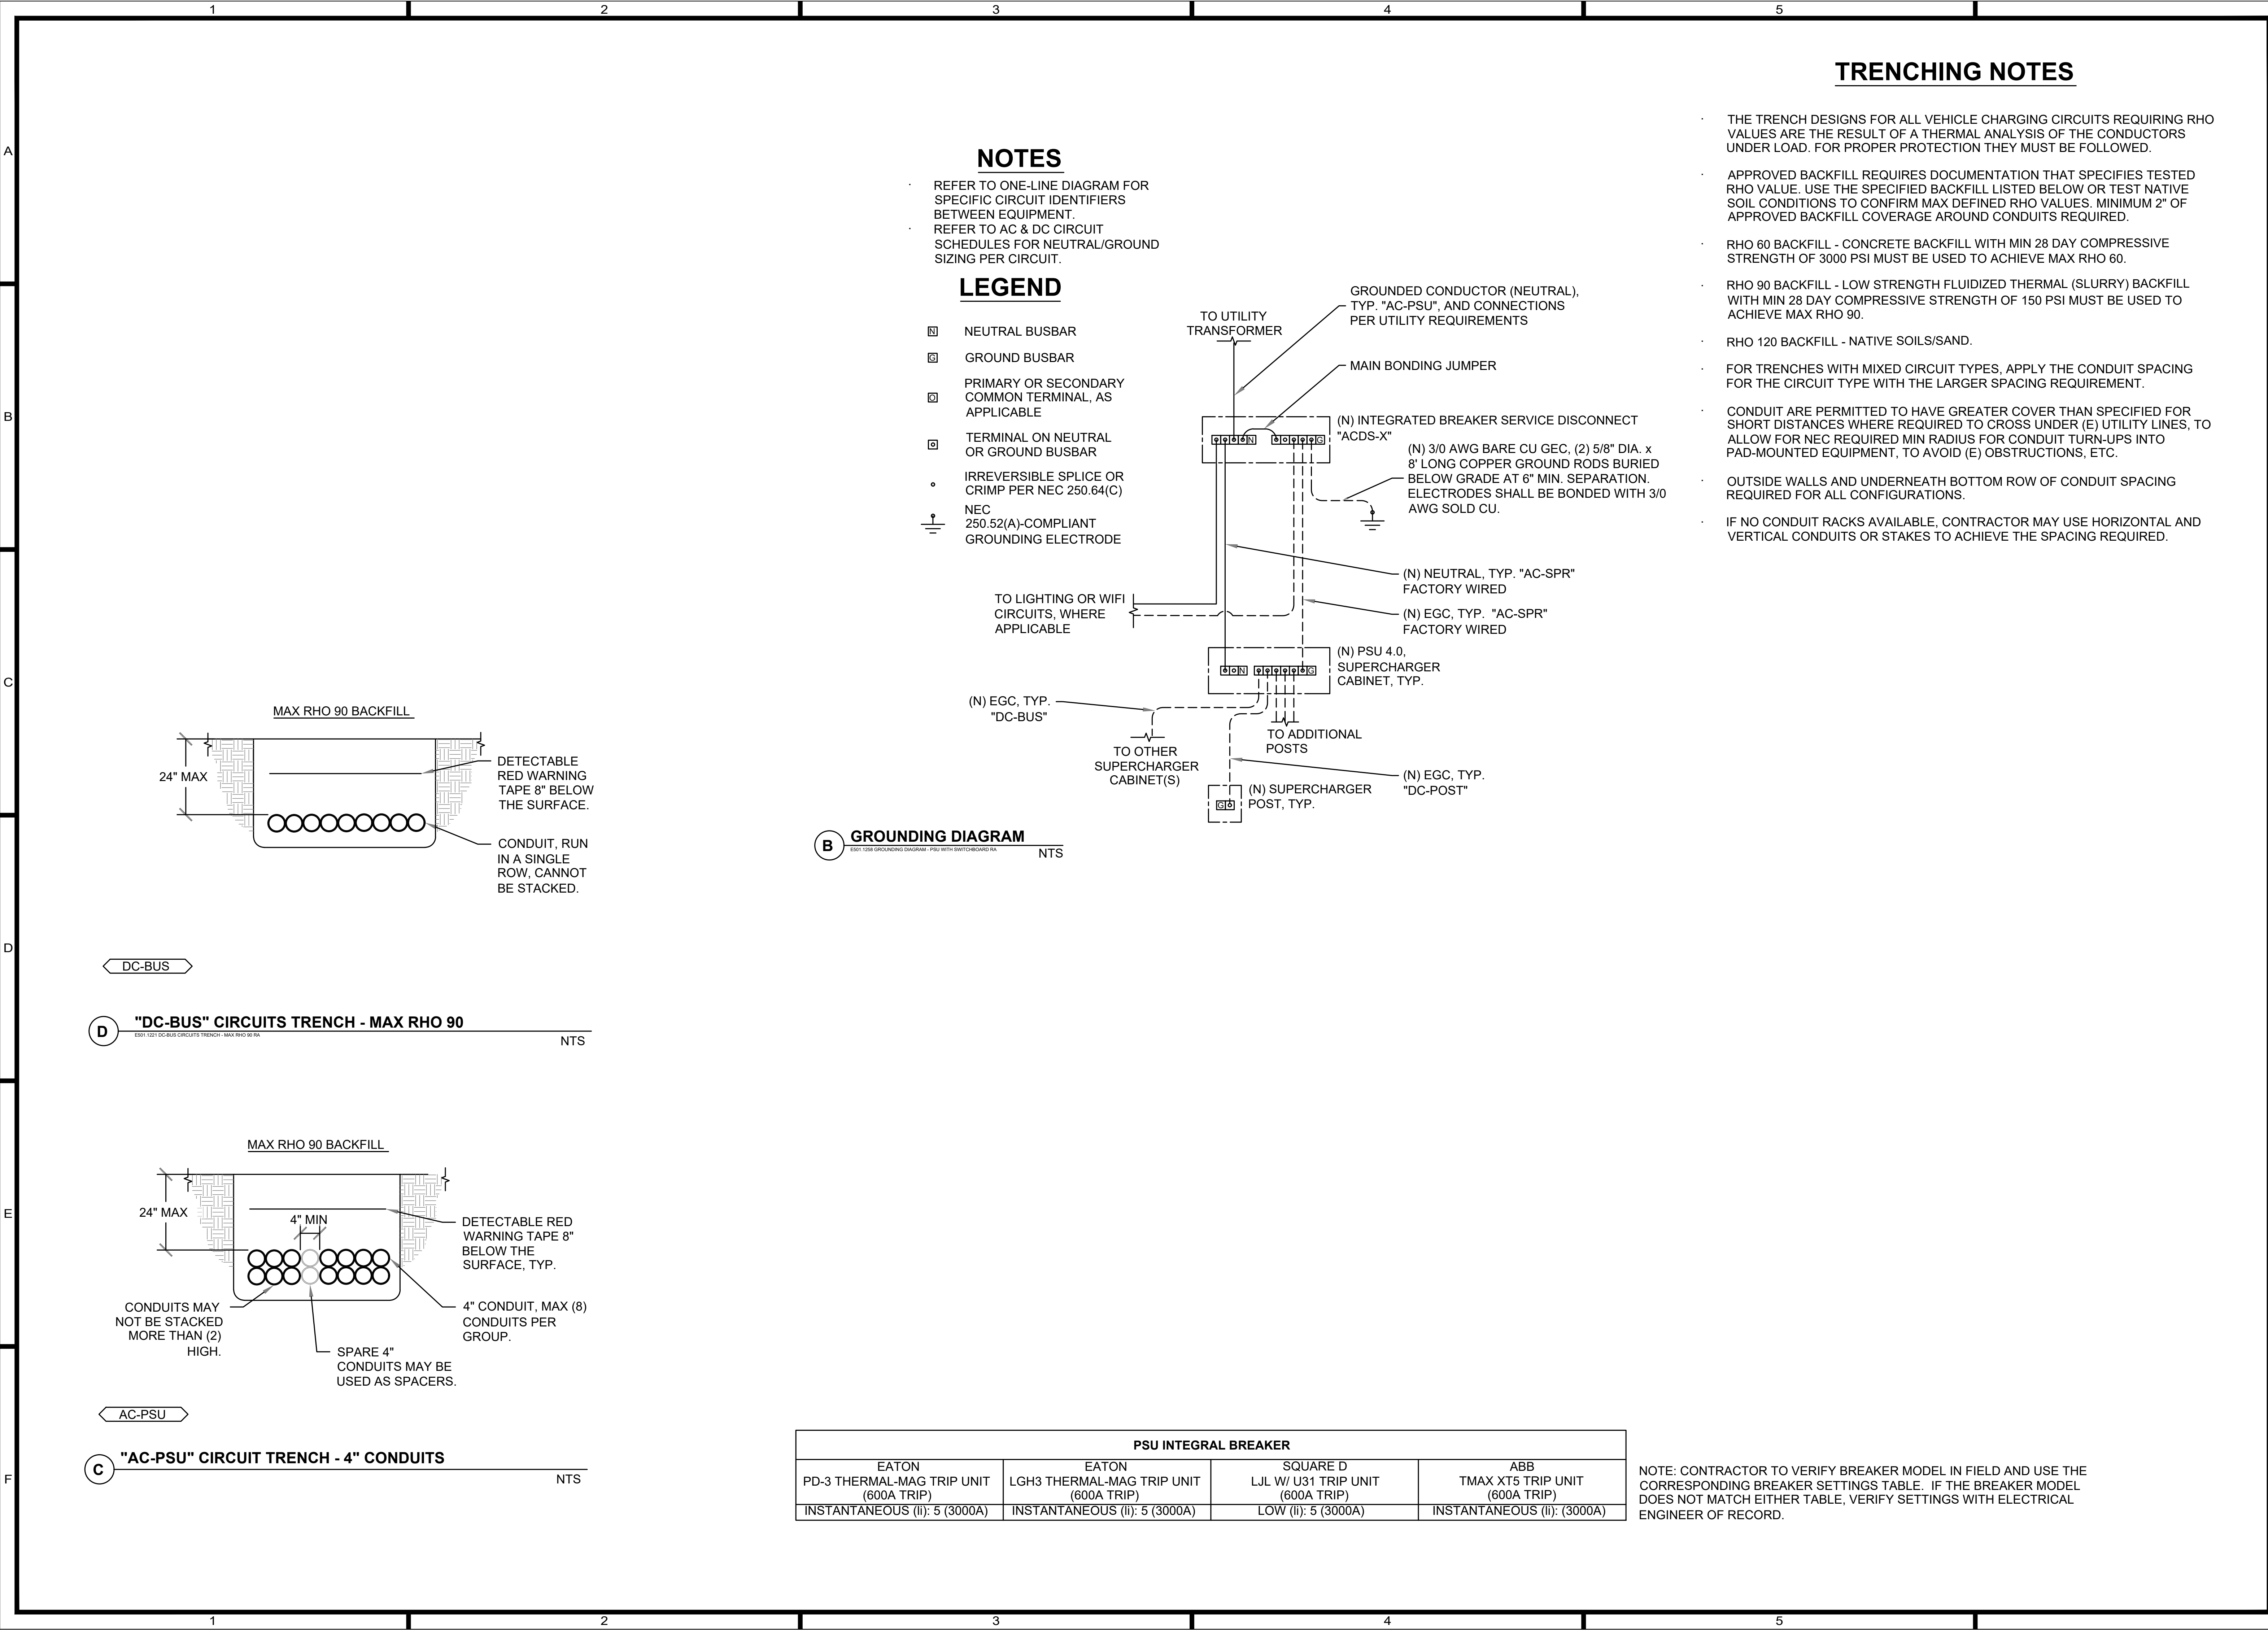 1
2
3
4
5
A
B
C
D
E
F
TRENCHING NOTES
· THE TRENCH DESIGNS FOR ALL VEHICLE CHARGING CIRCUITS REQUIRING RHO
VALUES ARE THE RESULT OF A THERMAL ANALYSIS OF THE CONDUCTORS
UNDER LOAD. FOR PROPER PROTECTION THEY MUST BE FOLLOWED.
· APPROVED BACKFILL REQUIRES DOCUMENTATION THAT SPECIFIES TESTED
RHO VALUE. USE THE SPECIFIED BACKFILL LISTED BELOW OR TEST NATIVE
SOIL CONDITIONS TO CONFIRM MAX DEFINED RHO VALUES. MINIMUM 2" OF
APPROVED BACKFILL COVERAGE AROUND CONDUITS REQUIRED.
· RHO 60 BACKFILL - CONCRETE BACKFILL WITH MIN 28 DAY COMPRESSIVE
STRENGTH OF 3000 PSI MUST BE USED TO ACHIEVE MAX RHO 60.
· RHO 90 BACKFILL - LOW STRENGTH FLUIDIZED THERMAL (SLURRY) BACKFILL
WITH MIN 28 DAY COMPRESSIVE STRENGTH OF 150 PSI MUST BE USED TO
ACHIEVE MAX RHO 90.
· RHO 120 BACKFILL - NATIVE SOILS/SAND.
· FOR TRENCHES WITH MIXED CIRCUIT TYPES, APPLY THE CONDUIT SPACING
FOR THE CIRCUIT TYPE WITH THE LARGER SPACING REQUIREMENT.
· CONDUIT ARE PERMITTED TO HAVE GREATER COVER THAN SPECIFIED FOR
SHORT DISTANCES WHERE REQUIRED TO CROSS UNDER (E) UTILITY LINES, TO
ALLOW FOR NEC REQUIRED MIN RADIUS FOR CONDUIT TURN-UPS INTO
PAD-MOUNTED EQUIPMENT, TO AVOID (E) OBSTRUCTIONS, ETC.
· OUTSIDE WALLS AND UNDERNEATH BOTTOM ROW OF CONDUIT SPACING
REQUIRED FOR ALL CONFIGURATIONS.
· IF NO CONDUIT RACKS AVAILABLE, CONTRACTOR MAY USE HORIZONTAL AND
VERTICAL CONDUITS OR STAKES TO ACHIEVE THE SPACING REQUIRED.
NOTES
· REFER TO ONE-LINE DIAGRAM FOR
SPECIFIC CIRCUIT IDENTIFIERS
BETWEEN EQUIPMENT.
· REFER TO AC & DC CIRCUIT
SCHEDULES FOR NEUTRAL/GROUND
SIZING PER CIRCUIT.
LEGEND
N NEUTRAL BUSBAR
G GROUND BUSBAR
PRIMARY OR SECONDARY
O COMMON TERMINAL, AS
APPLICABLE
TERMINAL ON NEUTRAL
OR GROUND BUSBAR
IRREVERSIBLE SPLICE OR
CRIMP PER NEC 250.64(C)
NEC
250.52(A)-COMPLIANT
GROUNDING ELECTRODE
TO UTILITY
TRANSFORMER
GROUNDED CONDUCTOR (NEUTRAL),
TYP. "AC-PSU", AND CONNECTIONS
PER UTILITY REQUIREMENTS
MAIN BONDING JUMPER
N
G
(N) INTEGRATED BREAKER SERVICE DISCONNECT
"ACDS-X"
(N) 3/0 AWG BARE CU GEC, (2) 5/8" DIA. x
8' LONG COPPER GROUND RODS BURIED
BELOW GRADE AT 6" MIN. SEPARATION.
ELECTRODES SHALL BE BONDED WITH 3/0
AWG SOLD CU.
(N) NEUTRAL, TYP. "AC-SPR"
FACTORY WIRED
TO LIGHTING OR WIFI
CIRCUITS, WHERE
APPLICABLE
(N) EGC, TYP. "AC-SPR"
FACTORY WIRED
N
G
(N) PSU 4.0,
SUPERCHARGER
CABINET, TYP.
(N) EGC, TYP.
"DC-BUS"
TO OTHER
SUPERCHARGER
CABINET(S)
TO ADDITIONAL
POSTS
(N) EGC, TYP.
"DC-POST"
G
(N) SUPERCHARGER
POST, TYP.
B
GROUNDING DIAGRAM
E501.1258 GROUNDING DIAGRAM - PSU WITH SWITCHBOARD RA
NTS
MAX RHO 90 BACKFILL
24" MAX
DETECTABLE
RED WARNING
TAPE 8" BELOW
THE SURFACE.
CONDUIT, RUN
IN A SINGLE
ROW, CANNOT
BE STACKED.
DC-BUS
D
"DC-BUS" CIRCUITS TRENCH - MAX RHO 90
E501.1221 DC-BUS CIRCUITS TRENCH - MAX RHO 90 RA
NTS
MAX RHO 90 BACKFILL
24" MAX
4" MIN
DETECTABLE RED
WARNING TAPE 8"
BELOW THE
SURFACE, TYP.
CONDUITS MAY
NOT BE STACKED
MORE THAN (2)
HIGH.
4" CONDUIT, MAX (8)
CONDUITS PER
GROUP.
SPARE 4"
CONDUITS MAY BE
USED AS SPACERS.
AC-PSU
C
"AC-PSU" CIRCUIT TRENCH - 4" CONDUITS
NTS
PSU INTEGRAL BREAKER
EATON
PD-3 THERMAL-MAG TRIP UNIT
(600A TRIP)
INSTANTANEOUS (Ii): 5 (3000A)
EATON
LGH3 THERMAL-MAG TRIP UNIT
(600A TRIP)
INSTANTANEOUS (Ii): 5 (3000A)
SQUARE D
LJL W/ U31 TRIP UNIT
(600A TRIP)
LOW (Ii): 5 (3000A)
ABB
TMAX XT5 TRIP UNIT
(600A TRIP)
INSTANTANEOUS (Ii): (3000A)
NOTE: CONTRACTOR TO VERIFY BREAKER MODEL IN FIELD AND USE THE
CORRESPONDING BREAKER SETTINGS TABLE. IF THE BREAKER MODEL
DOES NOT MATCH EITHER TABLE, VERIFY SETTINGS WITH ELECTRICAL
ENGINEER OF RECORD.
1
2
3
4
5